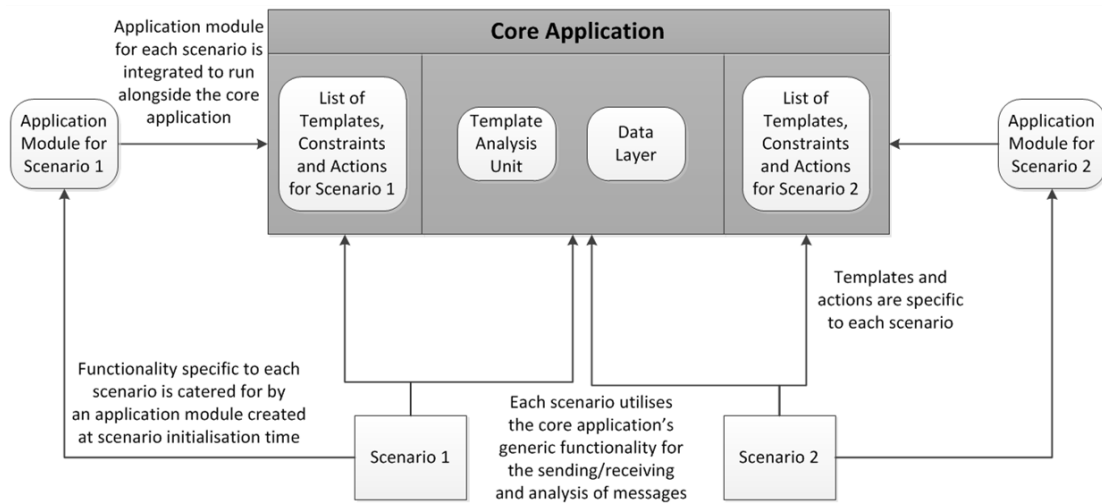 Core Application
Application module
for each scenario is
integrated to run
alongside the core
application
Application
Module for
Scenario 1
List of
Templates,
Constraints
and Actions
for Scenario 1
Template
Analysis
Unit
Data
Layer
List of
Templates,
Constraints
and Actions
for Scenario 2
Application
Module for
Scenario 2
Templates and
actions are specific
to each scenario
Functionality specific to each
scenario is catered for by
an application module created
at scenario initialisation time
Scenario 1
Each scenario utilises
the core application's
generic functionality for
the sending/receiving
and analysis of messages
Scenario 2